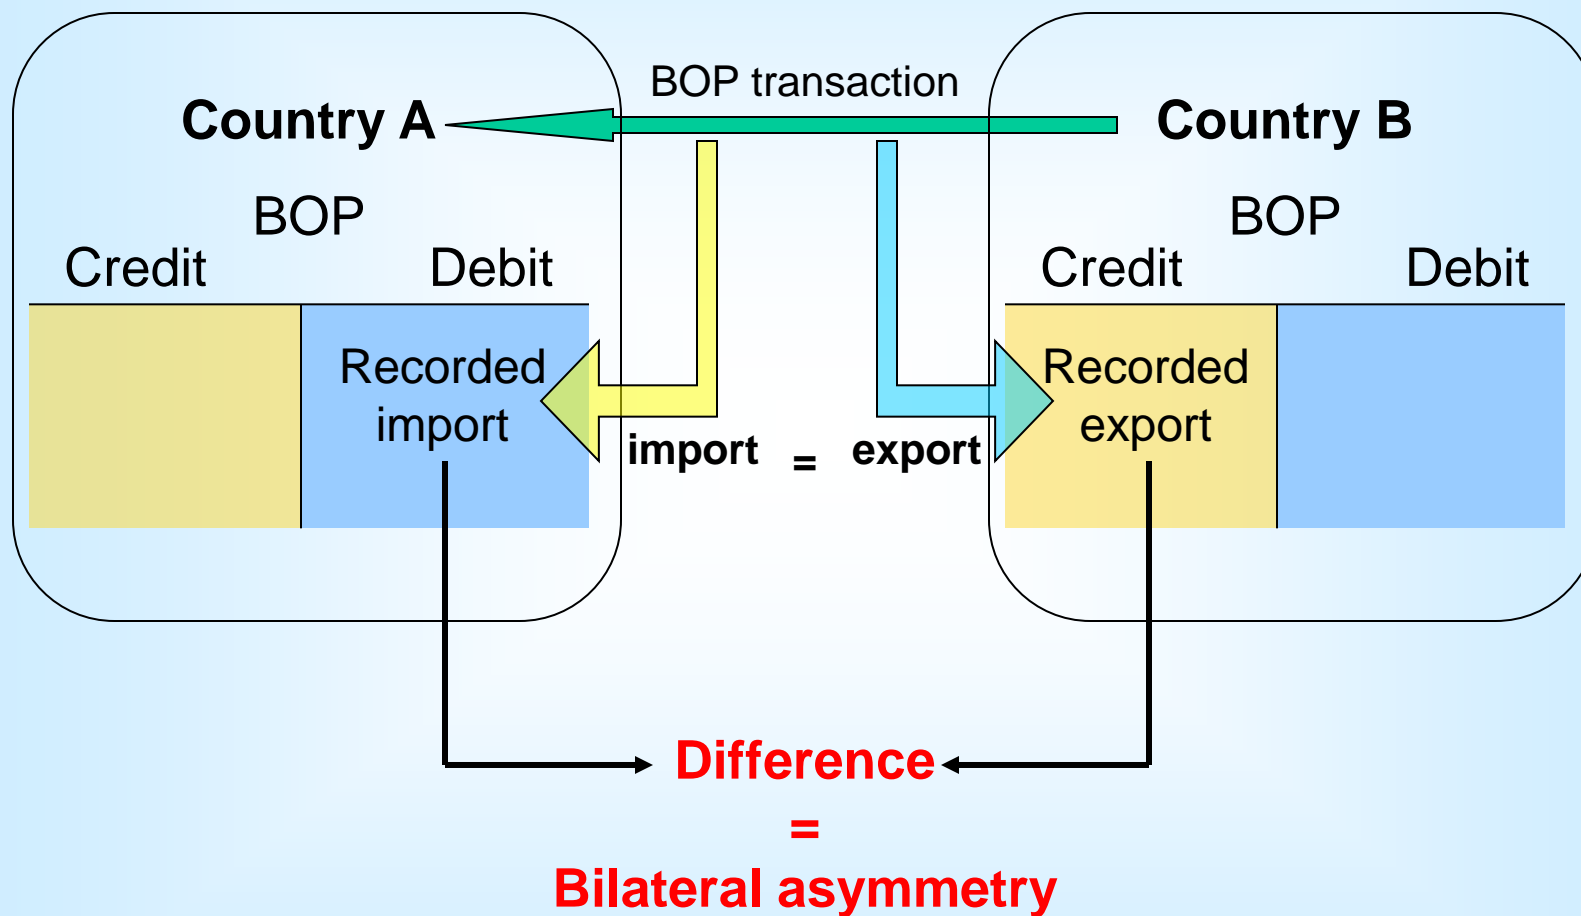 BOP transaction
Country A
Country B
BOP
BOP
Credit
Debit
Credit
Debit
Recorded
import
Recorded
export
import = export
Difference
=
Bilateral asymmetry